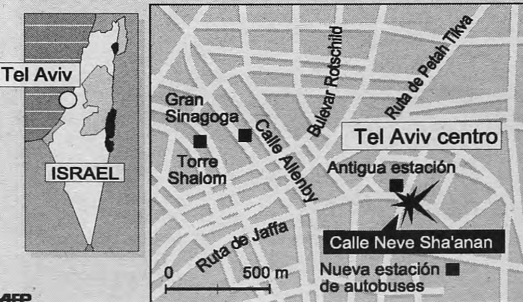 Tel Aviv
ISRAEL
AFP
Gran
Sinagoga
Torre
Shalom
Calle Allenby
Bulevar Rotschild
Ruta de Petah Tikva
Tel Aviv centro
Antigua estación
Calle Neve Sha'anan
Ruta de Jaffa
0 500 m
Nueva estación
de autobuses